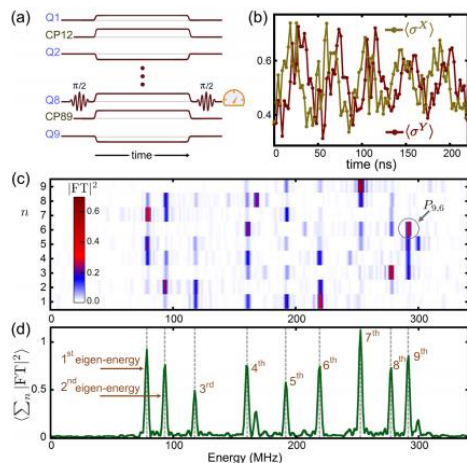 (a)
Q1
CP12
Q2
π/2
π/2
Q8
CP89
Q9
time
(b)
⟨σ^X⟩
⟨σ^Y⟩
0.6
0.4
0 50 100 150 200
time (ns)
(c)
|FT|²
0.6
0.4
0.2
0.0
n
9
8
7
6
5
4
3
2
1
P₉,₆
0 100 200 300
(d)
⟨∑ₙ |FT|²⟩
1
0.5
0
1st eigen-energy
2nd eigen-energy
3rd
4th
5th
6th
7th
8th
9th
0 100 200 300
Energy (MHz)